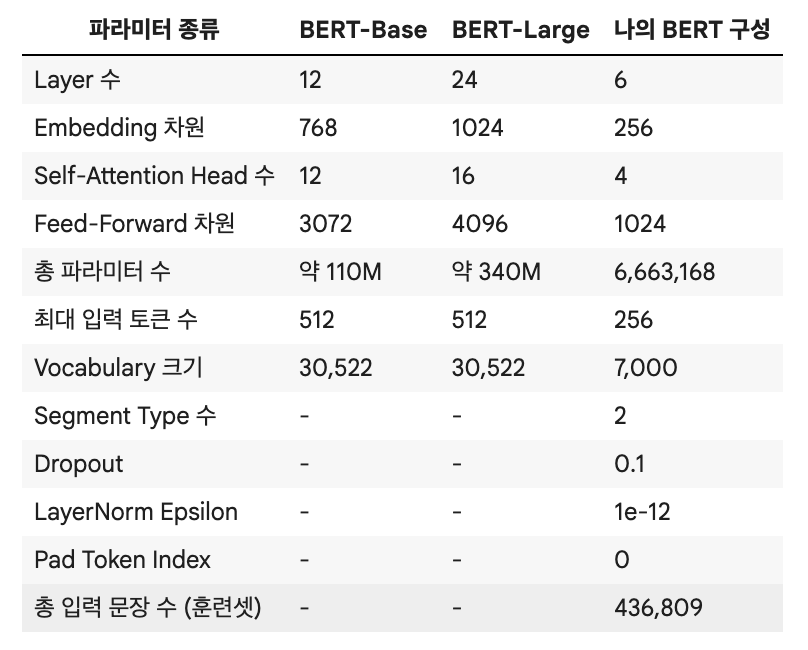 파라미터 종류 BERT-Base BERT-Large 나의 BERT 구성
Layer 수 12 24 6
Embedding 차원 768 1024 256
Self-Attention Head 수 12 16 4
Feed-Forward 차원 3072 4096 1024
총 파라미터 수 약 110M 약 340M 6,663,168
최대 입력 토큰 수 512 512 256
Vocabulary 크기 30,522 30,522 7,000
Segment Type 수 - - 2
Dropout - - 0.1
LayerNorm Epsilon - - 1e-12
Pad Token Index - - 0
총 입력 문장 수 (훈련셋) - - 436,809